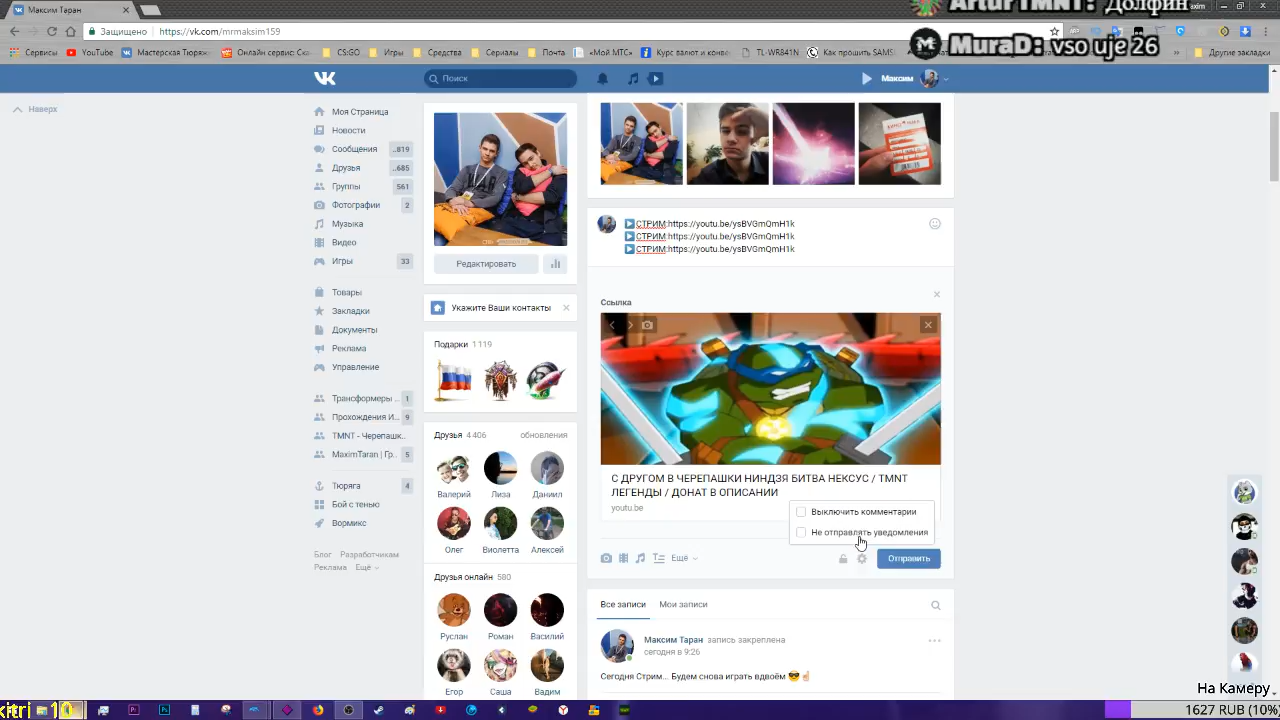 ArturTMNT: Долфин
Максим Таран
MuraD: vso uje 26
Защищено
https://vk.com/mrmaksim159
Сервисы
YouTube
WWE
Мастерская Турнир
Онлайн сервис Сно
Союзы
Игры
Средства
Сериалы
Почта
«Мой МТС»
Курс валют и конве
TL-WR841N
Как прошить SAMS
Другие закладки
Поиск
Максим
Наверх
Моя Страница
Новости
Сообщения
..819
Друзья
..685
Группы
561
Фотографии
2
Музыка
Видео
Игры
33
Товары
Закладки
Документы
Реклама
Управление
Трансформеры ...
1
Прохождения И...
9
TMNT - Черепашк...
MaximTaran | Гр...
5
Тюряга
4
Бой с тенью
Вормикс
Блог
Разработчикам
Реклама
Ещё
Редактировать
Укажите Ваши контакты
Подарки 1 119
Друзья 4 406
обновления
Валерий
Лиза
Даниил
Олег
Виолетта
Алексей
Друзья онлайн 580
Руслан
Роман
Василий
Егор
Саша
Вадим
СТРИМ:https://youtu.be/ysBVGmQmH1k
СТРИМ:https://youtu.be/ysBVGmQmH1k
СТРИМ:https://youtu.be/ysBVGmQmH1k
Ссылка
С ДРУГОМ В ЧЕРЕПАШКИ НИНДЗЯ БИТВА НЕКСУС / TMNT
ЛЕГЕНДЫ / ДОНАТ В ОПИСАНИИ
youtu.be
Выключить комментарии
Не отправлять уведомления
Ещё
Отправить
Все записи
Мои записи
Максим Таран запись закреплена
сегодня в 9:26
Сегодня Стрим... Будем снова играть вдвоём
На Камеру
1627 RUB (10%)